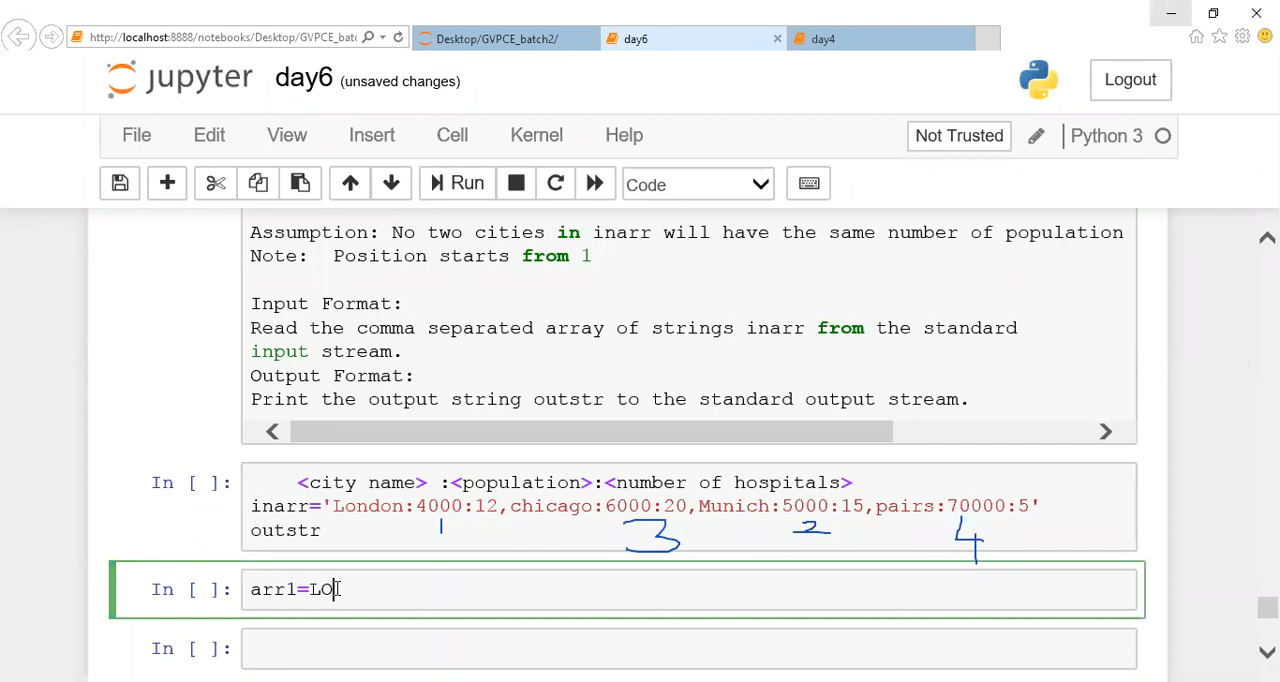 http://localhost:8888/notebooks/Desktop/GVPCE_batc
Desktop/GVPCE_batch2/
day6
day4
jupyter day6 (unsaved changes)
Logout
File Edit View Insert Cell Kernel Help
Not Trusted
Python 3
Run
Code
Assumption: No two cities in inarr will have the same number of population
Note: Position starts from 1
Input Format:
Read the comma separated array of strings inarr from the standard
input stream.
Output Format:
Print the output string outstr to the standard output stream.
In [ ]:
<city name> :<population>:<number of hospitals>
inarr='London:4000:12,chicago:6000:20,Munich:5000:15,pairs:70000:5'
outstr
1 3 2 4
In [ ]:
arr1=LO
In [ ]: